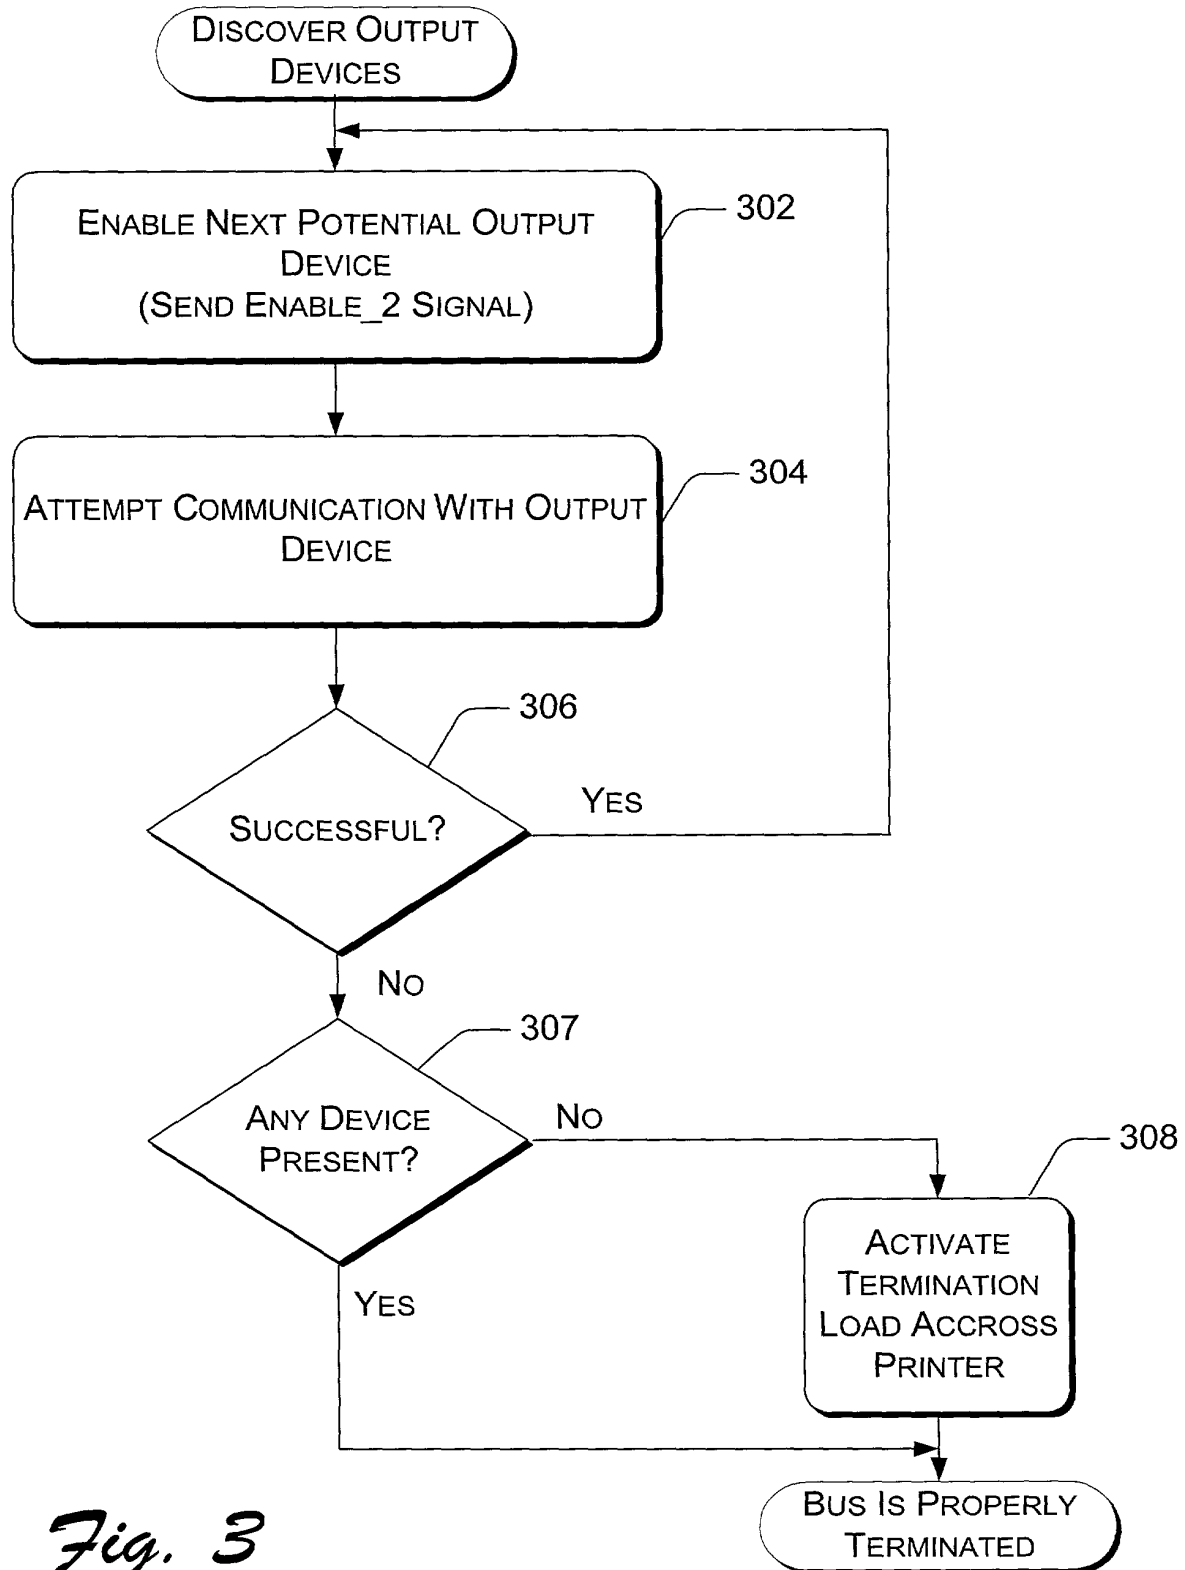 DISCOVER OUTPUT
DEVICES
ENABLE NEXT POTENTIAL OUTPUT
DEVICE
(SEND ENABLE_2 SIGNAL)
302
ATTEMPT COMMUNICATION WITH OUTPUT
DEVICE
304
306
SUCCESSFUL?
YES
NO
307
ANY DEVICE
PRESENT?
NO
308
YES
ACTIVATE
TERMINATION
LOAD ACCROSS
PRINTER
BUS IS PROPERLY
TERMINATED
Fig. 3